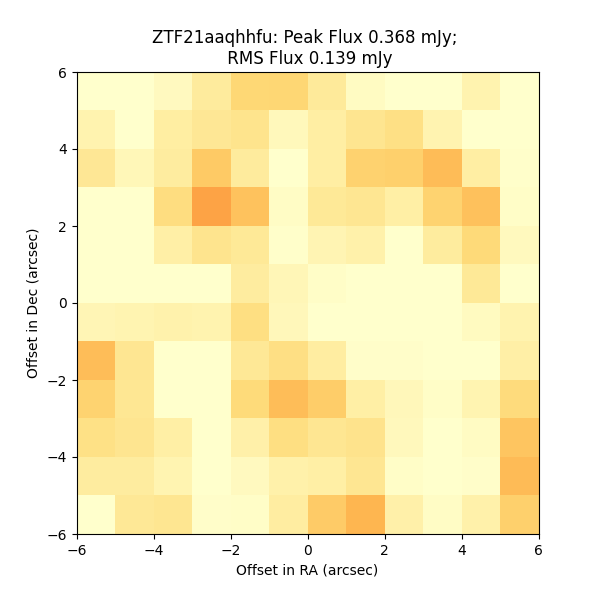 ZTF21aaqhhfu: Peak Flux 0.368 mJy;
RMS Flux 0.139 mJy
6
4
2
0
−2
−4
−6
Offset in Dec (arcsec)
−6 −4 −2 0 2 4 6
Offset in RA (arcsec)